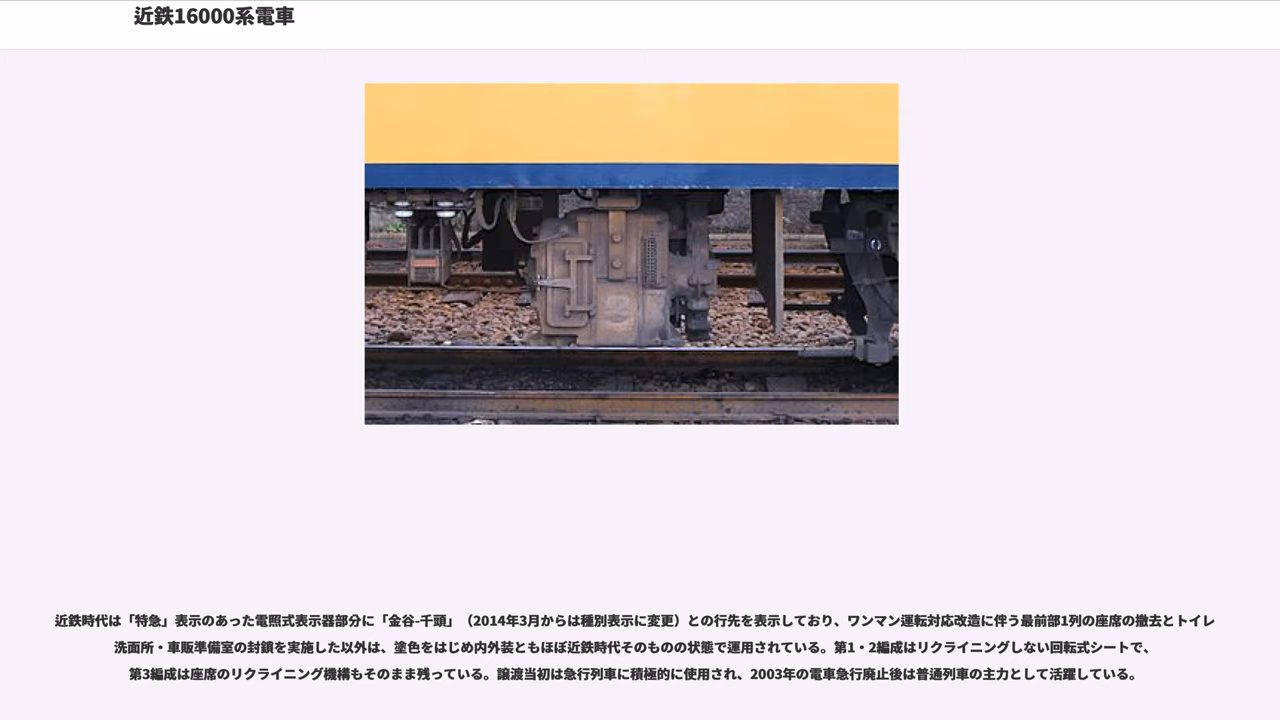 近鉄16000系電車
近鉄時代は「特急」表示のあった電照式表示器部分に「金谷-千頭」（2014年3月からは種別表示に変更）との行先を表示しており、ワンマン運転対応改造に伴う最前部1列の座席の撤去とトイレ
洗面所・車販準備室の封鎖を実施した以外は、塗色をはじめ内外装ともほぼ近鉄時代そのものの状態で運用されている。第1・2編成はリクライニングしない回転式シートで、
第3編成は座席のリクライニング機構もそのまま残っている。譲渡当初は急行列車に積極的に使用され、2003年の電車急行廃止後は普通列車の主力として活躍している。